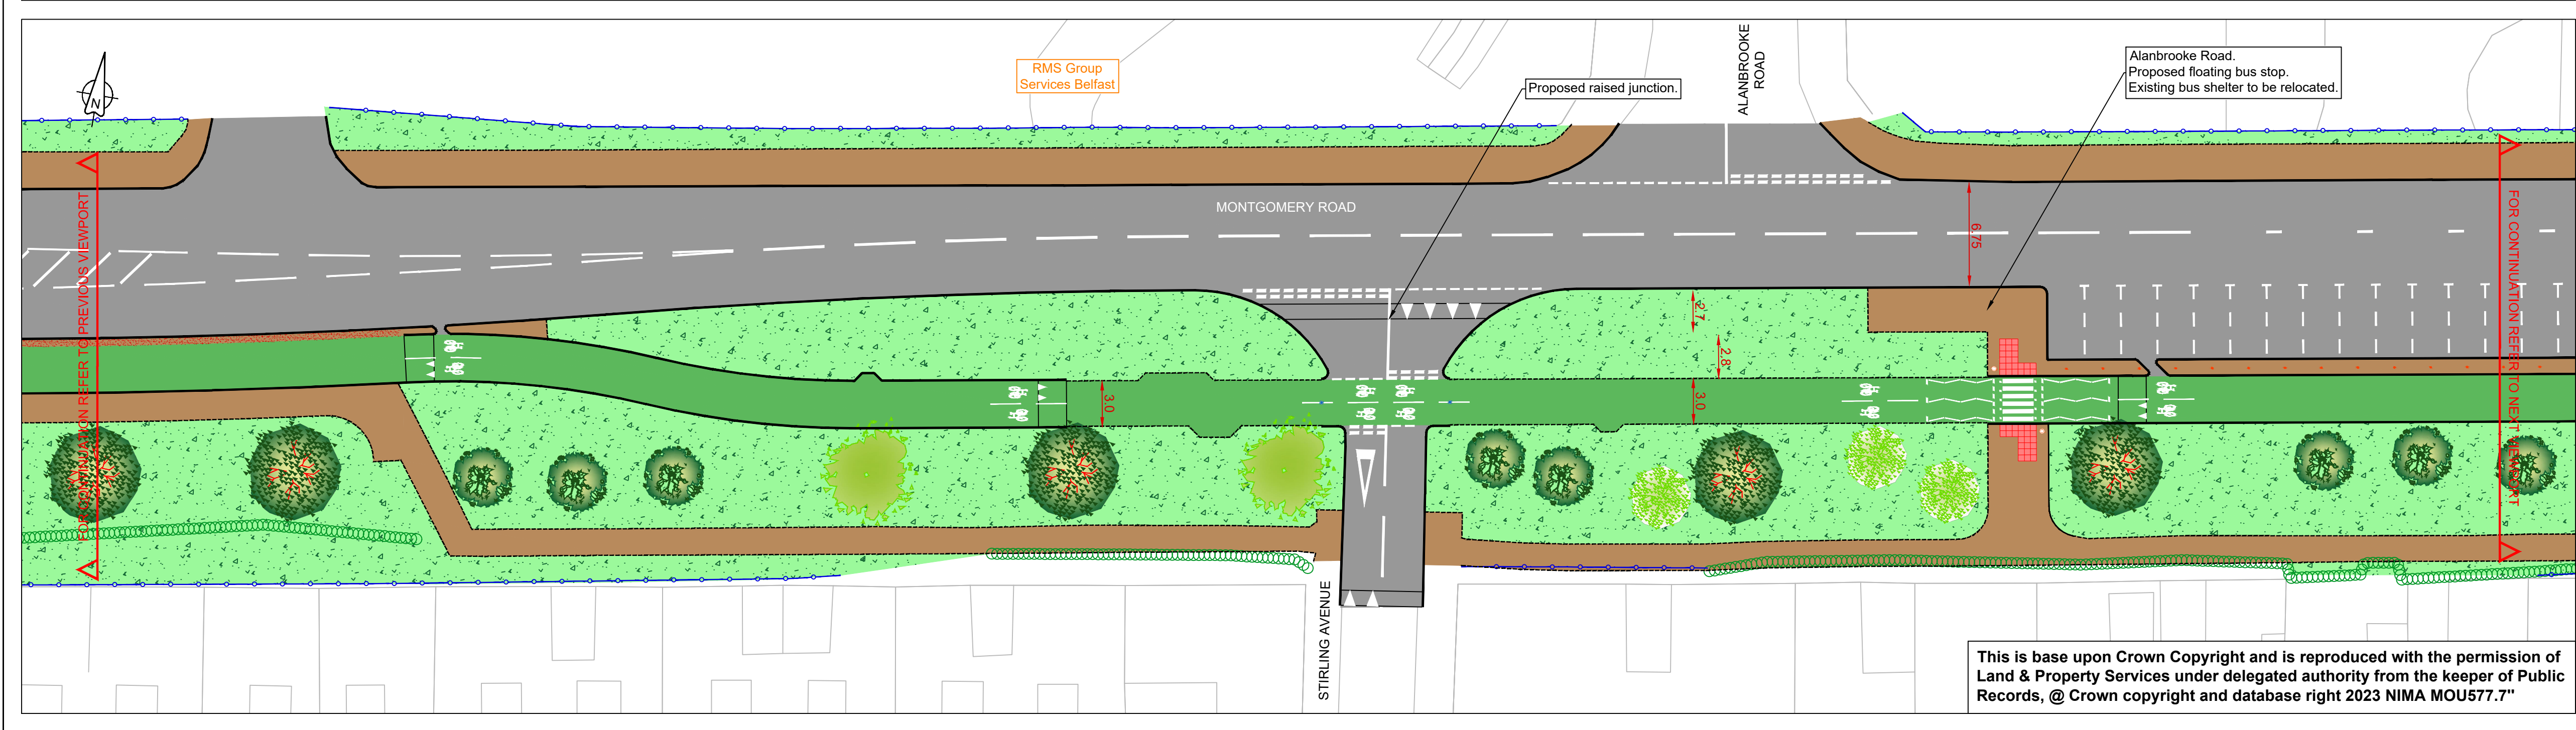 N
RMS Group
Services Belfast
ALANBROOKE
ROAD
Proposed raised junction.
Alanbrooke Road.
Proposed floating bus stop.
Existing bus shelter to be relocated.
FOR CONTINUATION REFER TO PREVIOUS VIEWPORT
MONTGOMERY ROAD
6.75
FOR CONTINUATION REFER TO NEXT VIEWPORT
2.7
2.8
3.0
3.0
STIRLING AVENUE
This is base upon Crown Copyright and is reproduced with the permission of
Land & Property Services under delegated authority from the keeper of Public
Records, @ Crown copyright and database right 2023 NIMA MOU577.7"